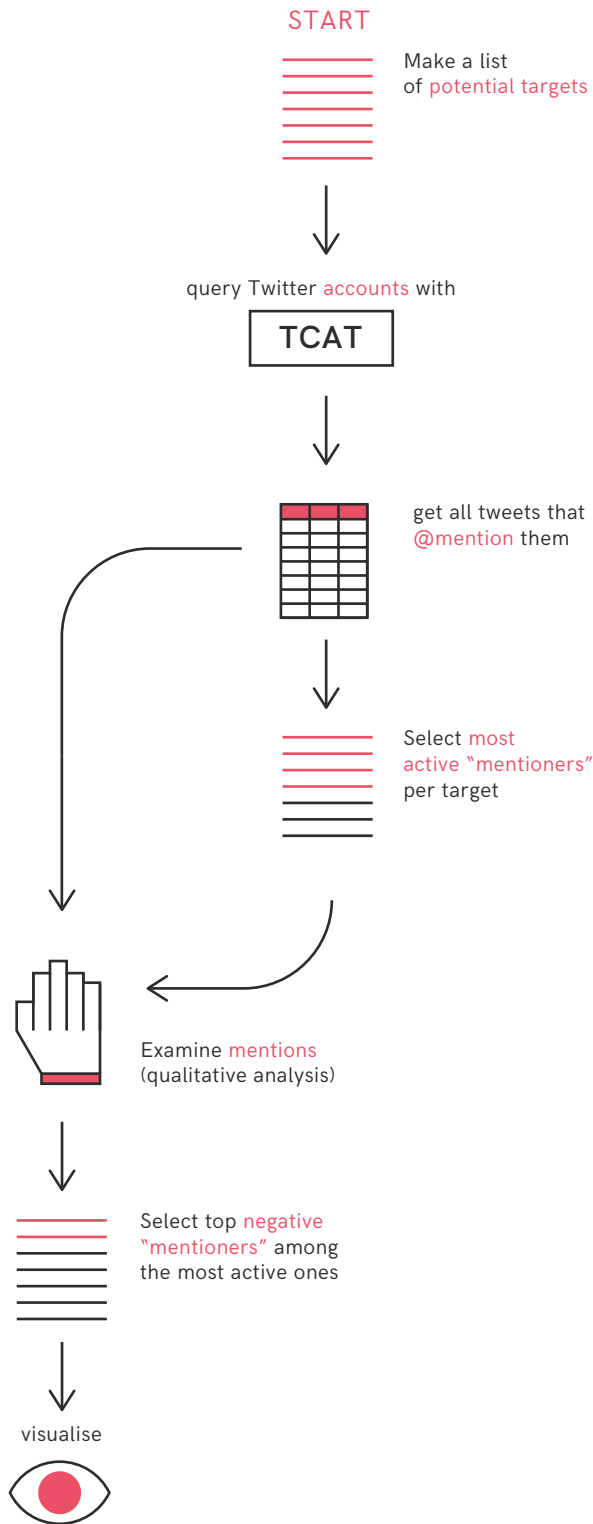 START
Make a list
of potential targets
query Twitter accounts with
TCAT
get all tweets that
@mention them
Select most
active “mentioners”
per target
Examine mentions
(qualitative analysis)
Select top negative
“mentioners” among
the most active ones
visualise